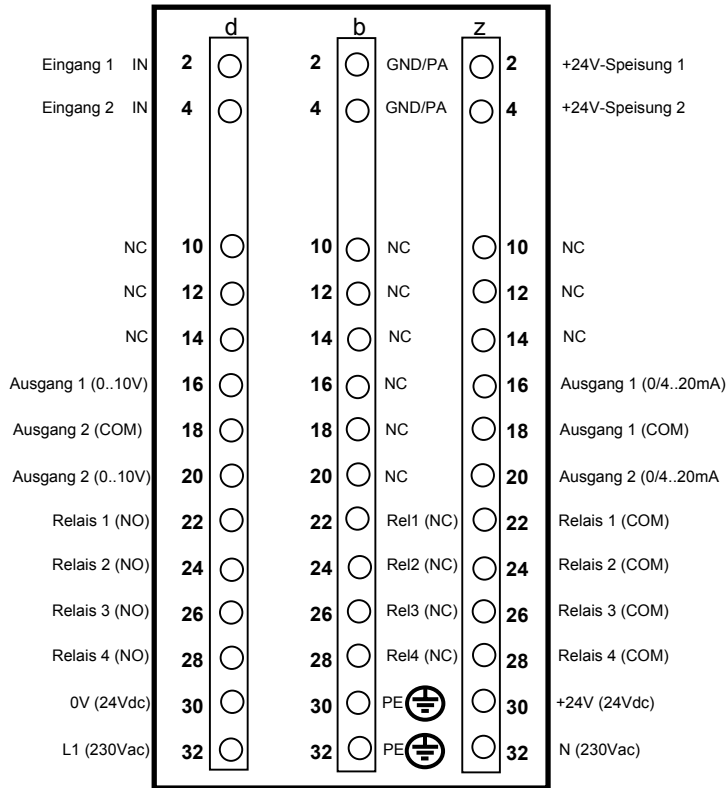 d b z
Eingang 1 IN 2 2 GND/PA 2 +24V-Speisung 1
Eingang 2 IN 4 4 GND/PA 4 +24V-Speisung 2
NC 10 10 NC 10 NC
NC 12 12 NC 12 NC
NC 14 14 NC 14 NC
Ausgang 1 (0..10V) 16 16 NC 16 Ausgang 1 (0/4..20mA)
Ausgang 2 (COM) 18 18 NC 18 Ausgang 1 (COM)
Ausgang 2 (0..10V) 20 20 NC 20 Ausgang 2 (0/4..20mA
Relais 1 (NO) 22 22 Rel1 (NC) 22 Relais 1 (COM)
Relais 2 (NO) 24 24 Rel2 (NC) 24 Relais 2 (COM)
Relais 3 (NO) 26 26 Rel3 (NC) 26 Relais 3 (COM)
Relais 4 (NO) 28 28 Rel4 (NC) 28 Relais 4 (COM)
0V (24Vdc) 30 30 PE 30 +24V (24Vdc)
L1 (230Vac) 32 32 PE 32 N (230Vac)